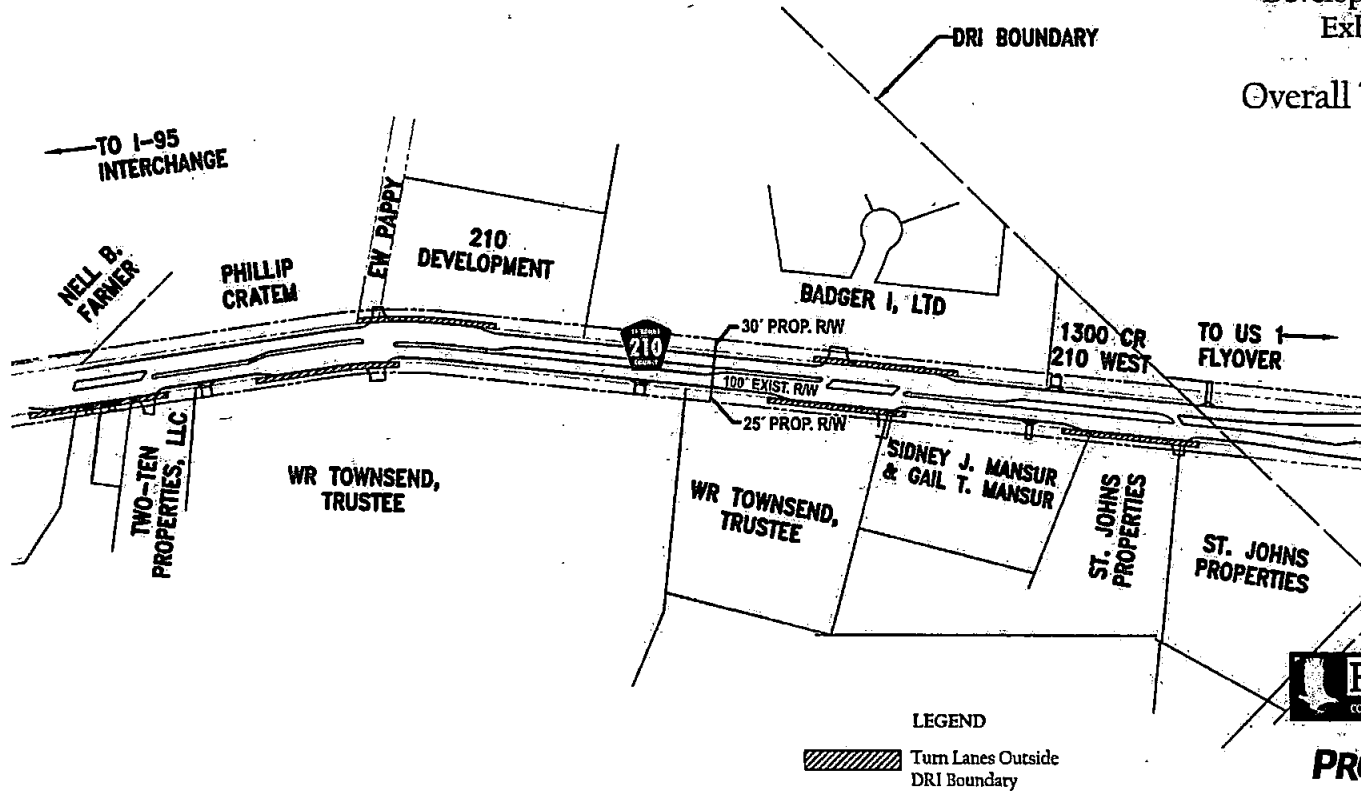 Exh
Overall
DRI BOUNDARY
TO I-95
INTERCHANGE
NELL B.
FARMER
PHILLIP
CRATEM
EW PAPPY
210
DEVELOPMENT
BADGER I, LTD
1300 CR
210 WEST
TO US 1
FLYOVER
210
30' PROP. R/W
100' EXIST. R/W
25' PROP. R/W
TWO-TEN
PROPERTIES, LLC
WR TOWNSEND,
TRUSTEE
WR TOWNSEND,
TRUSTEE
SIDNEY J. MANSUR
& GAIL T. MANSUR
ST. JOHNS
PROPERTIES
ST. JOHNS
PROPERTIES
LEGEND
Turn Lanes Outside
DRI Boundary